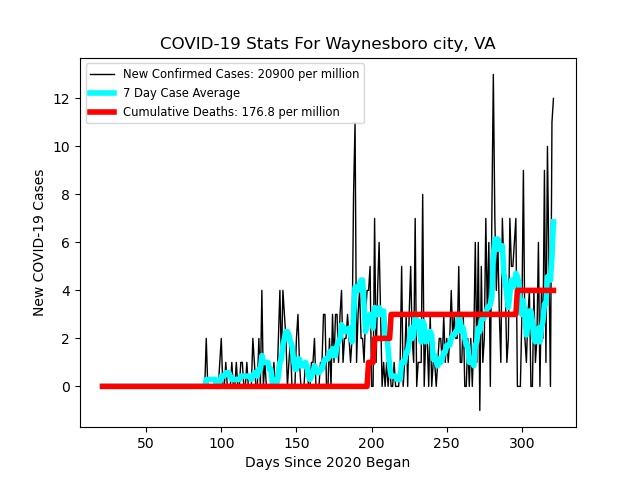 COVID-19 Stats For Waynesboro city, VA
New Confirmed Cases: 20900 per million
7 Day Case Average
Cumulative Deaths: 176.8 per million
New COVID-19 Cases
12
10
8
6
4
2
0
50 100 150 200 250 300
Days Since 2020 Began